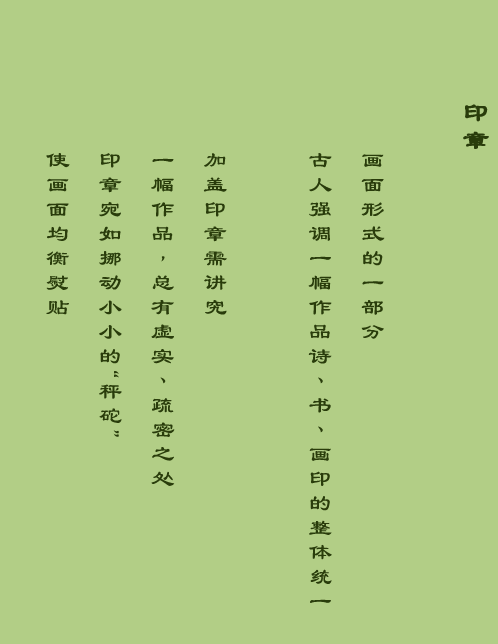 印章
画面形式的一部分
古人强调一幅作品诗、书、画印的整体统一
加盖印章需讲究
一幅作品，总有虚实、疏密之处
印章宛如挪动小小的“秤砣”
使画面均衡熨贴